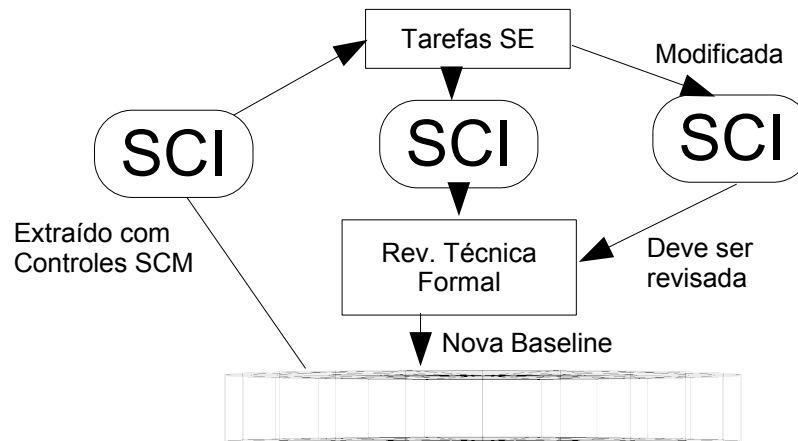 Tarefas SE
Modificada
SCI
SCI
SCI
Extraído com
Controles SCM
Rev. Técnica
Formal
Deve ser
revisada
Nova Baseline